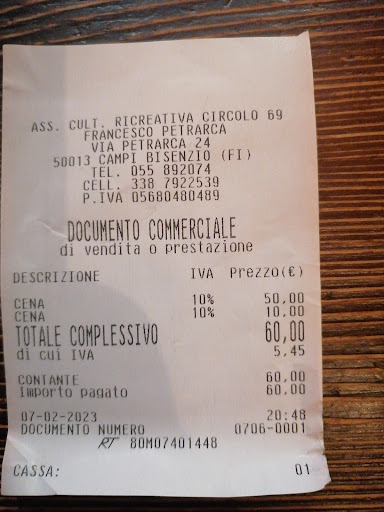 ASS. CULT. RICREATIVA CIRCOLO 69
FRANCESCO PETRARCA
VIA PETRARCA 24
50013 CAMPI BISENZIO (FI)
TEL. 055 892074
CELL. 338 7922539
P.IVA 05680480489
DOCUMENTO COMMERCIALE
di vendita o prestazione
DESCRIZIONE IVA Prezzo(€)
CENA 10% 50,00
CENA 10% 10,00
TOTALE COMPLESSIVO 60,00
di cui IVA 5,45
CONTANTE 60,00
Importo pagato 60,00
07-02-2023 20:48
DOCUMENTO NUMERO 0706-0001
RT 80M07401448
CASSA: 01